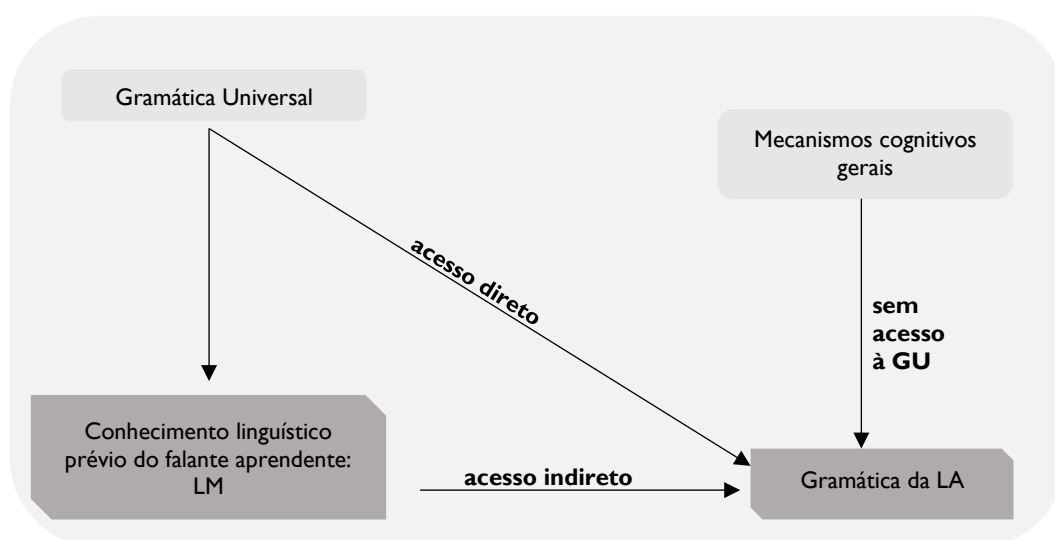 Gramática Universal
Mecanismos cognitivos
gerais
acesso direto
sem
acesso
à GU
Conhecimento linguístico
prévio do falante aprendente:
LM
acesso indireto
Gramática da LA